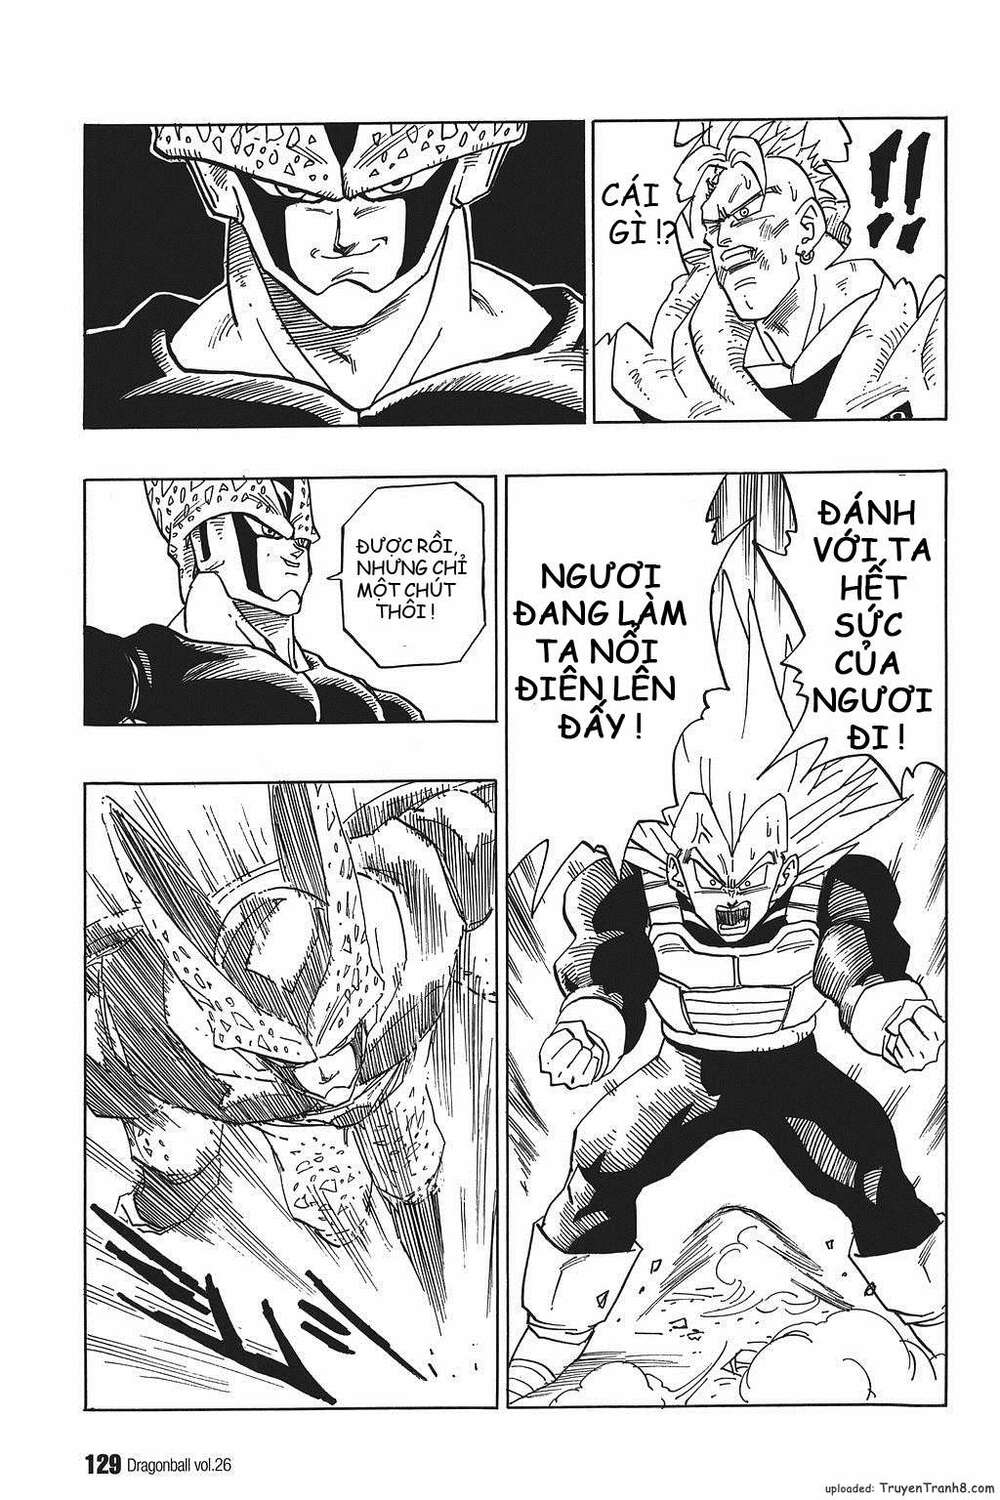 CÁI
GÌ !?
!!
ĐÁNH
VỚI TA
HẾT
SỨC
CỦA
NGƯƠI
ĐI !
NGƯƠI
ĐANG LÀM
TA NỔI
ĐIÊN LÊN
ĐẤY !
ĐƯỢC RỒI,
NHƯNG CHỈ
MỘT CHÚT
THÔI !
129 Dragonball vol.26
uploaded: TruyenTranh8.com